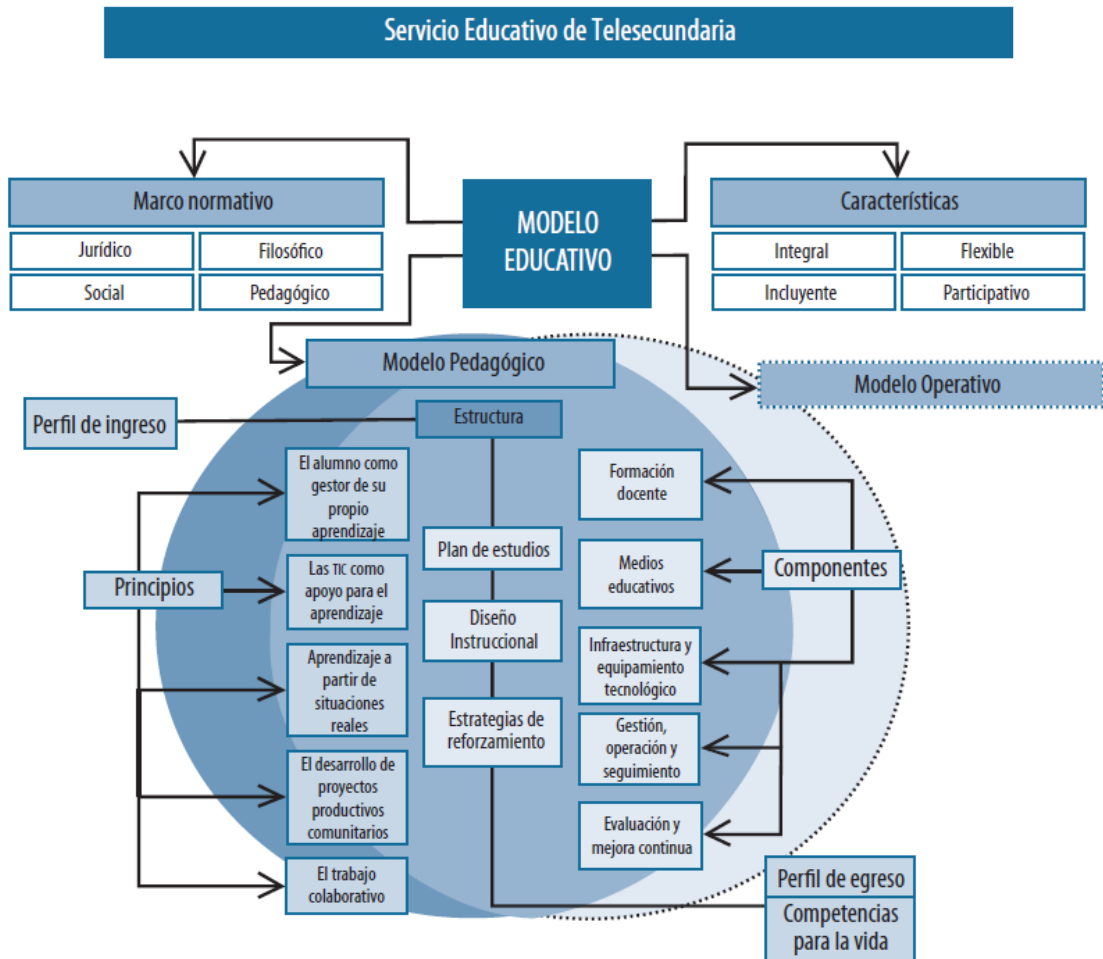 Servicio Educativo de Telesecundaria
Marco normativo
Jurídico
Filosófico
Social
Pedagógico
MODELO
EDUCATIVO
Característicias
Integral
Flexible
Incluyente
Participativo
Modelo Pedagógico
Modelo Operativo
Perfil de ingreso
Estructura
El alumno como
gestor de su
propio
aprendizaje
Principios
Las TIC como
apoyo para el
aprendizaje
Aprendizaje a
partir de
situaciones
reales
El desarrollo de
proyectos
productivos
comunitarios
El trabajo
colaborativo
Plan de estudios
Diseño
Instruccional
Estrategias de
reforzamiento
Formación
docente
Medios
educativos
Componentes
Infraestructura y
equipamiento
tecnológico
Gestión,
operación y
seguimiento
Evaluación y
mejora continua
Perfil de egreso
Competencias
para la vida